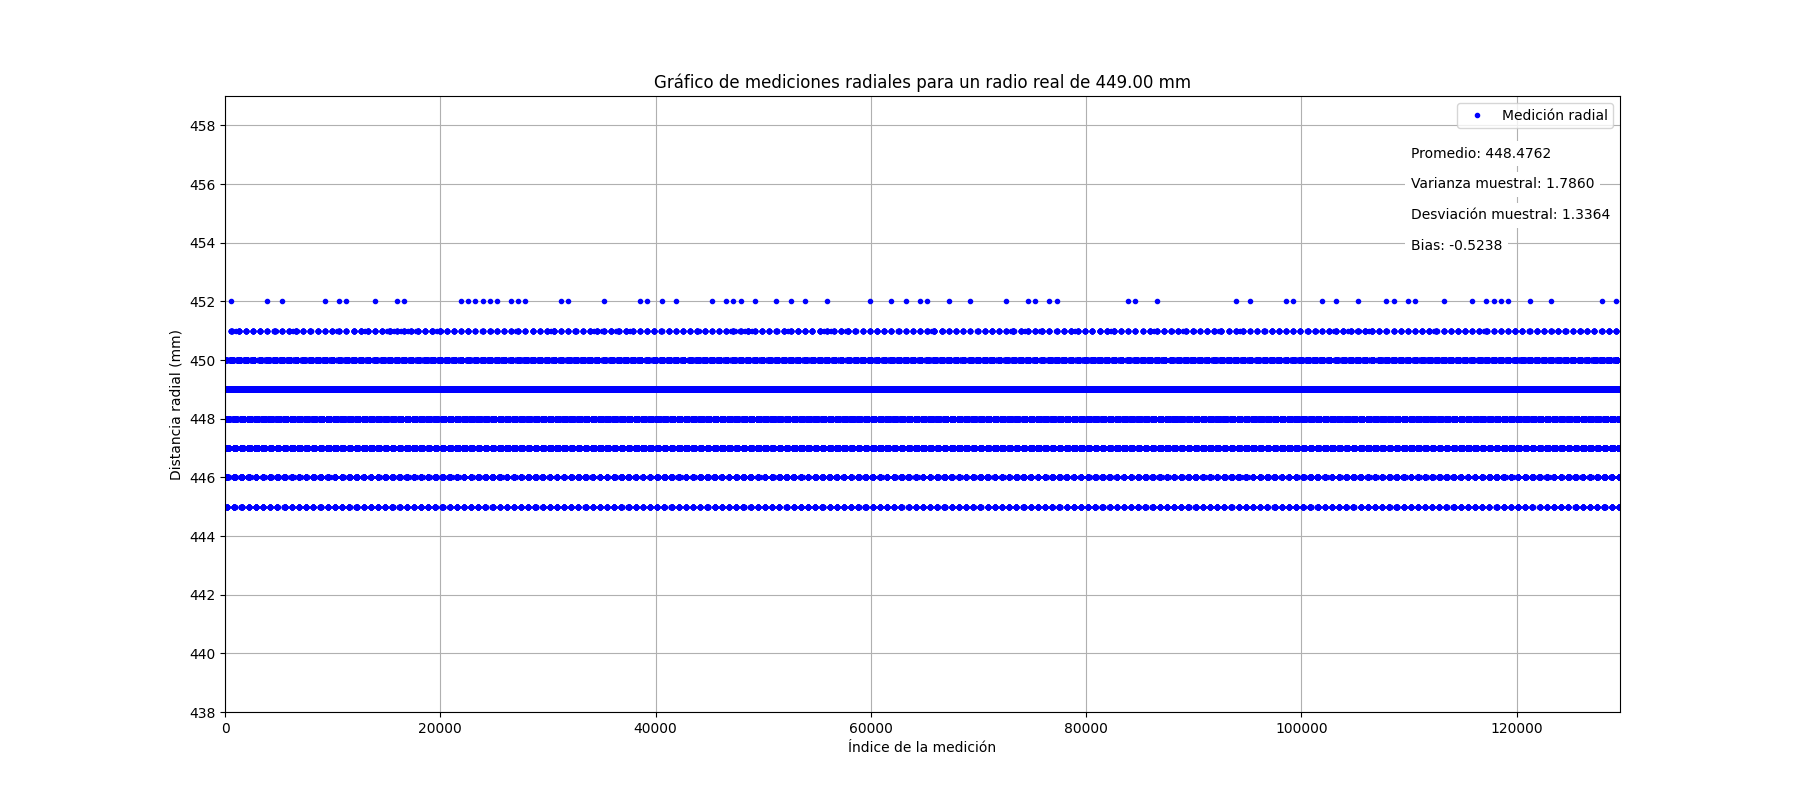 Gráfico de mediciones radiales para un radio real de 449.00 mm
Medición radial
Promedio: 448.4762
Varianza muestral: 1.7860
Desviación muestral: 1.3364
Bias: -0.5238
Distancia radial (mm)
458
456
454
452
450
448
446
444
442
440
438
0 20000 40000 60000 80000 100000 120000
Índice de la medición